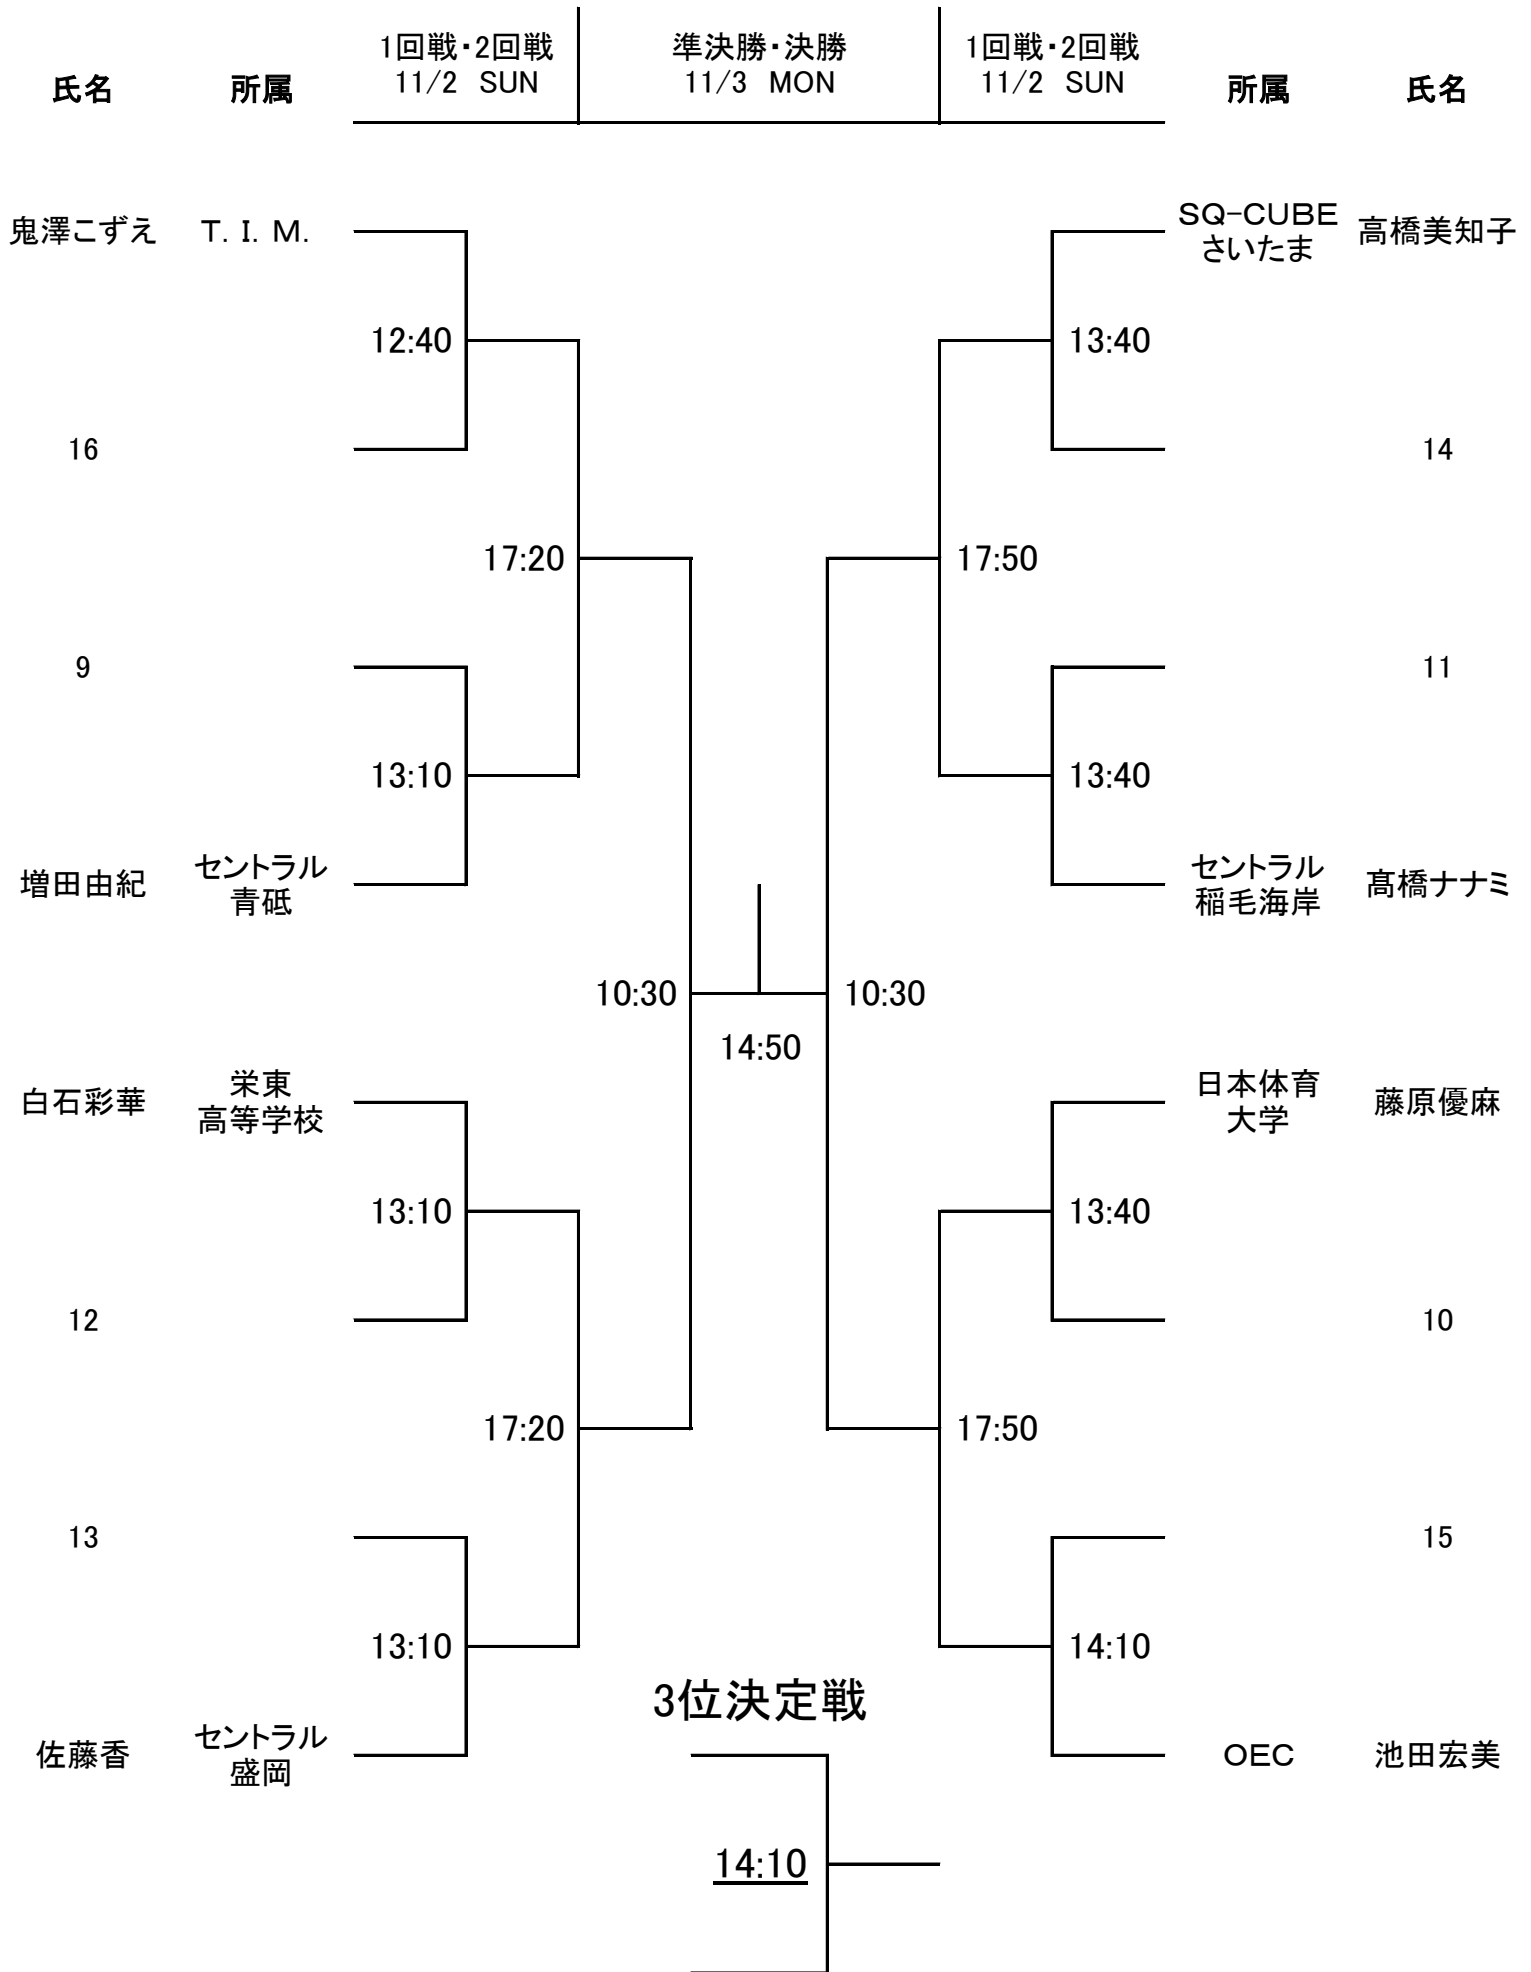 1回戦・2回戦 準決勝・決勝 1回戦・2回戦
11/2 SUN 11/3 MON 11/2 SUN
氏名 所属 所属 氏名
鬼澤こずえ T. I. M. SQ-CUBE さいたま 高橋美知子
12:40 13:40
16 14
17:20 17:50
9 11
13:10 13:40
増田由紀 セントラル 青砥 セントラル 稲毛海岸 髙橋ナナミ
10:30 10:30
14:50
白石彩華 栄東 高等学校 日本体育 大学 藤原優麻
13:10 13:40
12 10
17:20 17:50
13 15
13:10 14:10
3位決定戦
佐藤香 セントラル 盛岡 OEC 池田宏美
14:10